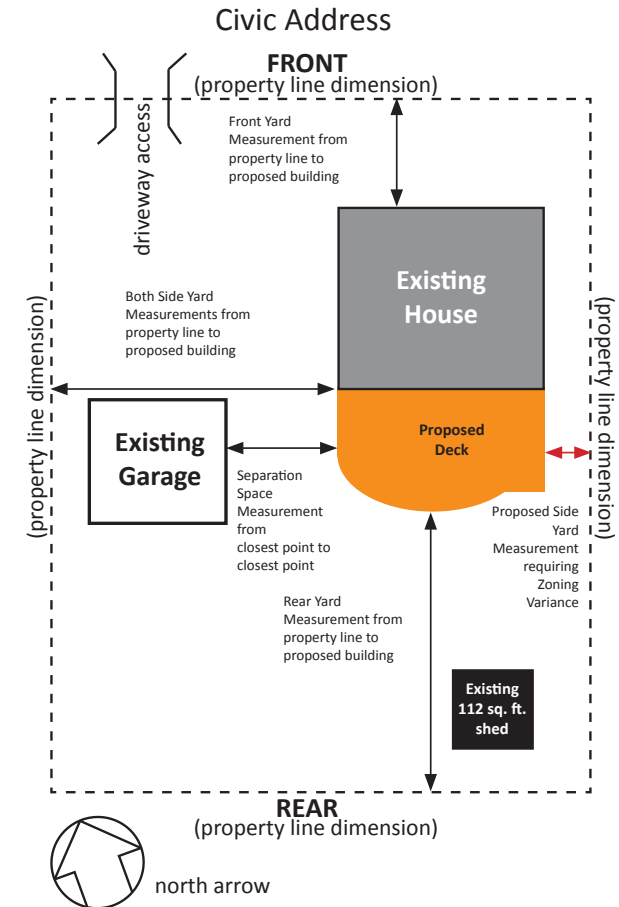 Civic Address
FRONT
(property line dimension)
driveway access
Front Yard
Measurement from
property line to
proposed building
Existing
House
Both Side Yard
Measurements from
property line to
proposed building
(property line dimension)
(property line dimension)
Existing
Garage
Proposed
Deck
Separation
Space
Measurement
from
closest point to
closest point
Proposed Side
Yard
Measurement
requiring
Zoning
Variance
Rear Yard
Measurement from
property line to
proposed building
Existing
112 sq. ft.
shed
REAR
(property line dimension)
north arrow